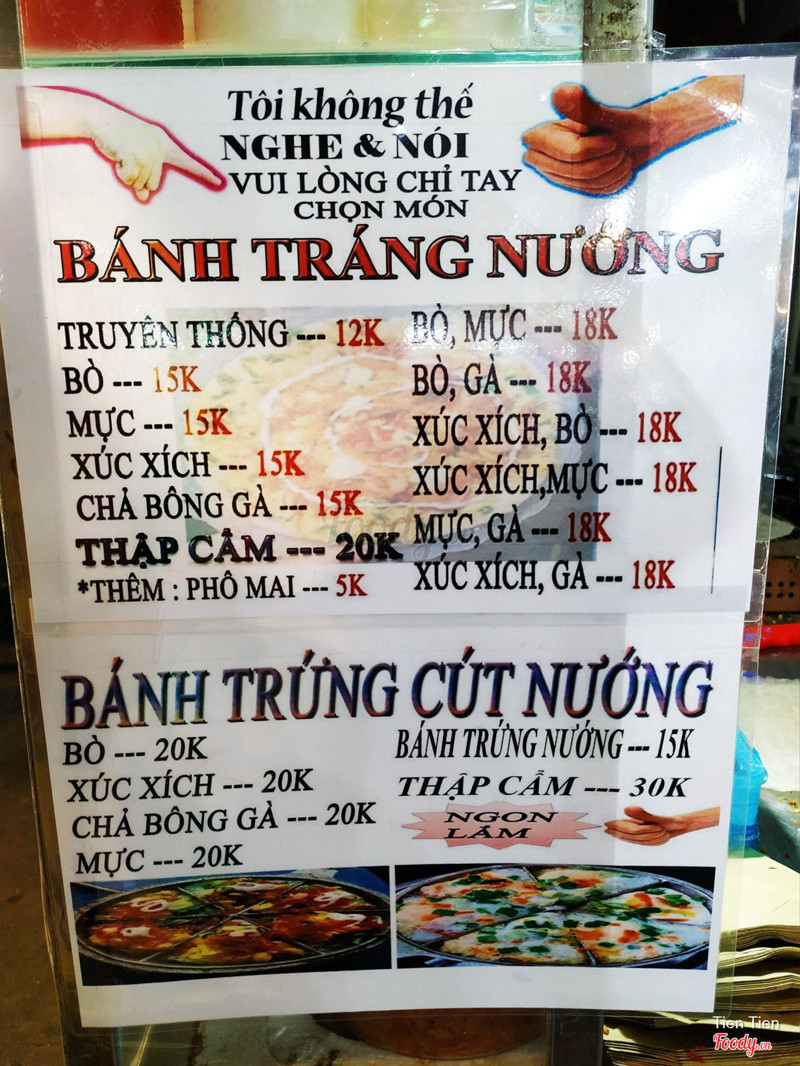 Tôi không thế
NGHE & NÓI
VUI LÒNG CHỈ TAY
CHỌN MÓN
BÁNH TRÁNG NƯỚNG
TRUYỀN THỐNG --- 12K
BÒ --- 15K
MỰC --- 15K
XÚC XÍCH --- 15K
CHẢ BÔNG GÀ --- 15K
THẬP CẨM --- 20K
*THÊM : PHÔ MAI --- 5K
BÒ, MỰC --- 18K
BÒ, GÀ --- 18K
XÚC XÍCH, BÒ --- 18K
XÚC XÍCH,MỰC --- 18K
MỰC, GÀ --- 18K
XÚC XÍCH, GÀ --- 18K
Foody
BÁNH TRỨNG CÚT NƯỚNG
BÒ --- 20K
XÚC XÍCH --- 20K
CHẢ BÔNG GÀ --- 20K
MỰC --- 20K
BÁNH TRỨNG NƯỚNG --- 15K
THẬP CẨM --- 30K
NGON
LẮM
Tien Tien
Foody.vn